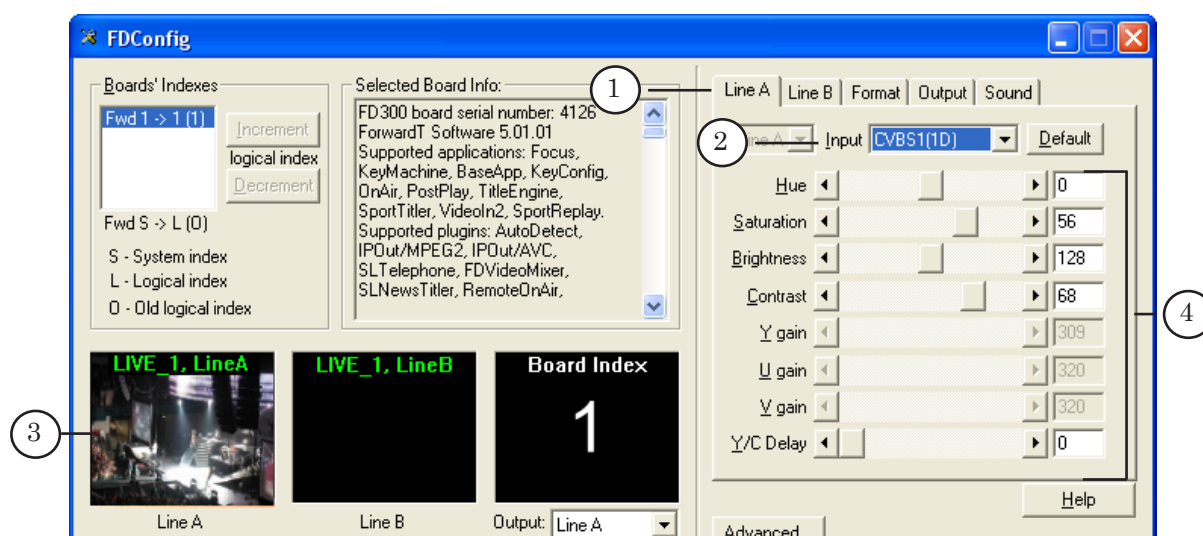 FDConfig
Boards' Indexes
Fwd 1 -> 1 (1)
Increment
logical index
Decrement
Fwd S -> L (O)
S - System index
L - Logical index
O - Old logical index
Selected Board Info:
FD300 board serial number: 4126
ForwardT Software 5.01.01
Supported applications: Focus,
KeyMachine, BaseApp, KeyConfig,
OnAir, PostPlay, TitleEngine,
SportTitler, VideoIn2, SportReplay.
Supported plugins: AutoDetect,
IPOut/MPEG2, IPOut/AVC,
SLTelephone, FDVideoMixer,
SLNewsTitler, RemoteOnAir,
1
Line A Line B Format Output Sound
2 ine A Input CVBS1(1D) Default
Hue 0
Saturation 56
Brightness 128
Contrast 68
Y gain 309
U gain 320
V gain 320
Y/C Delay 0
4
Help
Advanced
LIVE_1, LineA
LIVE_1, LineB
Board Index
1
3
Line A
Line B
Output: Line A